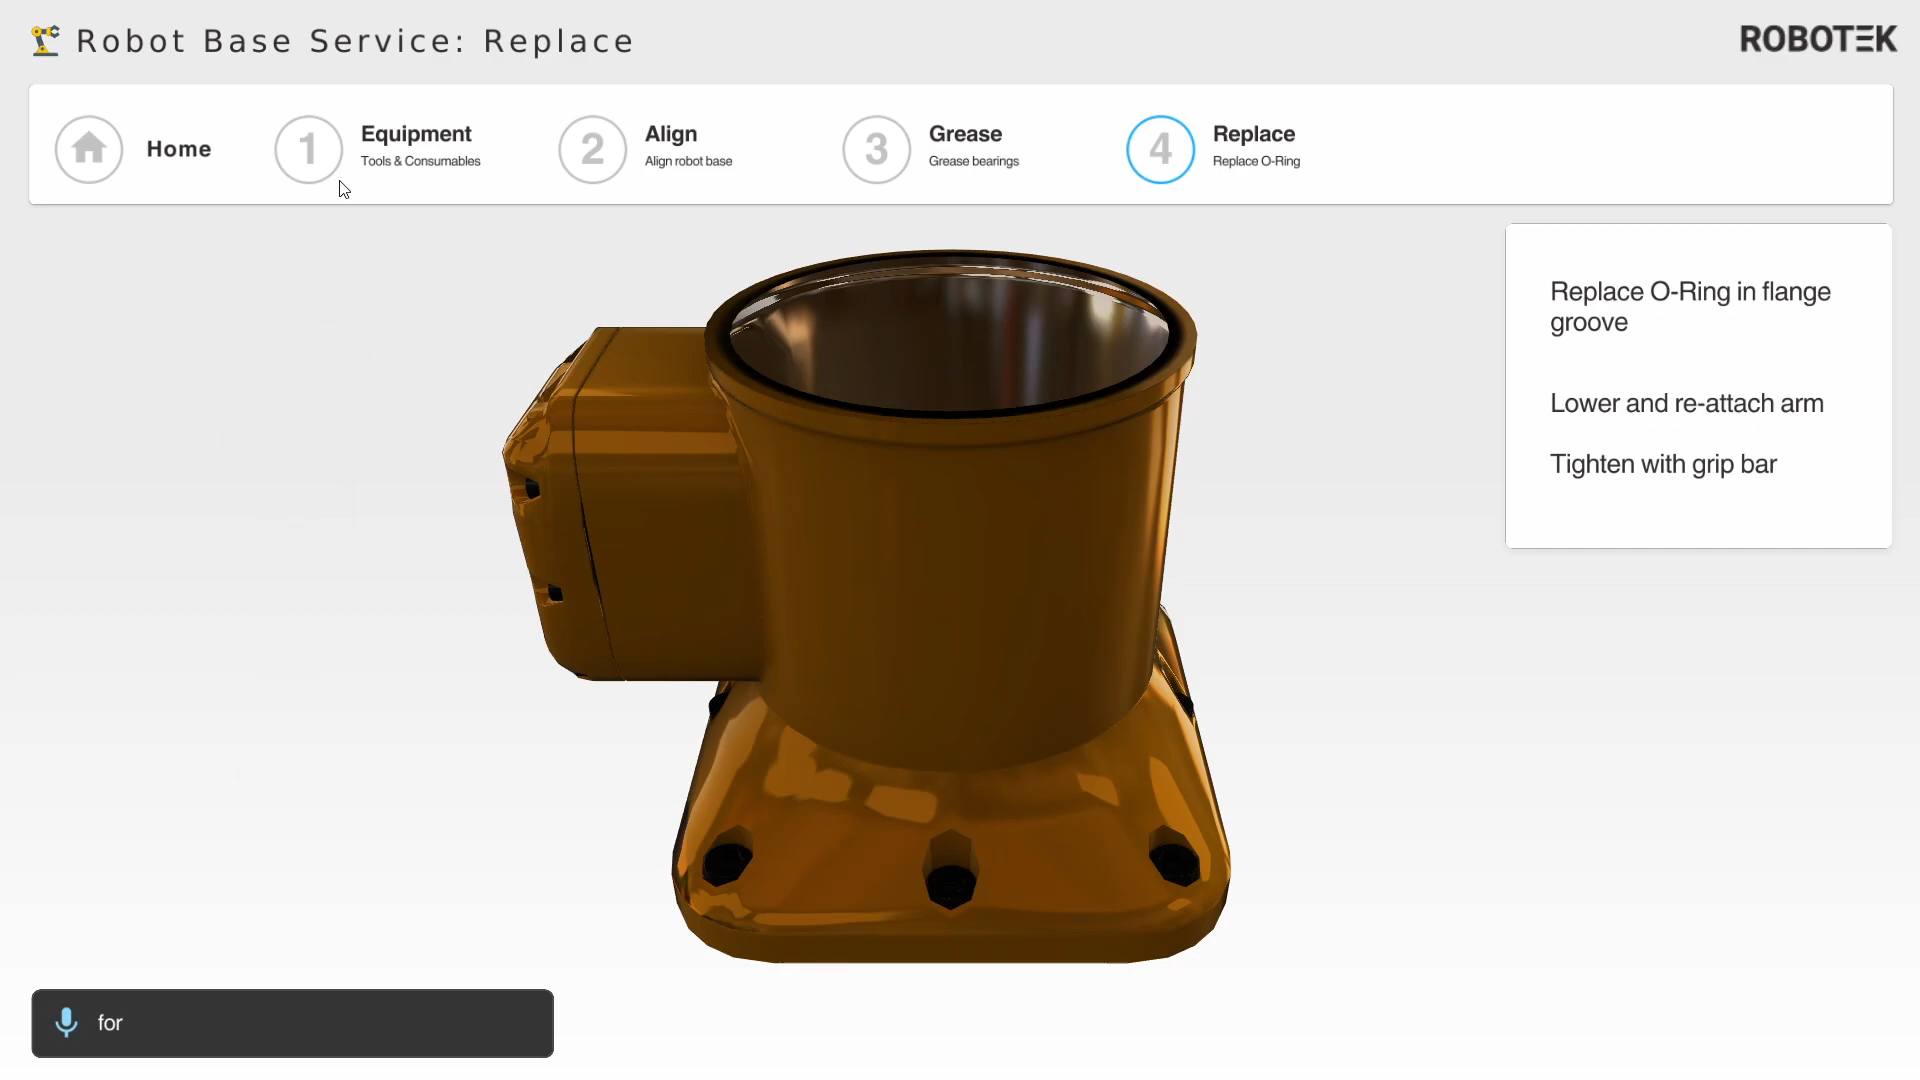 Robot Base Service: Replace
ROBOTEK
Home
1
Equipment
Tools & Consumables
2
Align
Align robot base
3
Grease
Grease bearings
4
Replace
Replace O-Ring
Replace O-Ring in flange
groove
Lower and re-attach arm
Tighten with grip bar
for